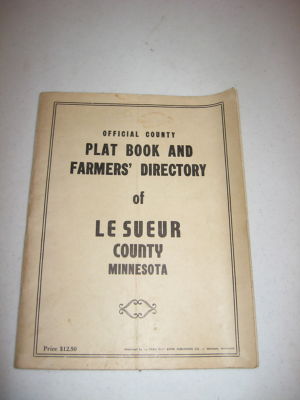 OFFICIAL COUNTY
PLAT BOOK AND
FARMERS' DIRECTORY
of
LE SUEUR
COUNTY
MINNESOTA
Price $12.50